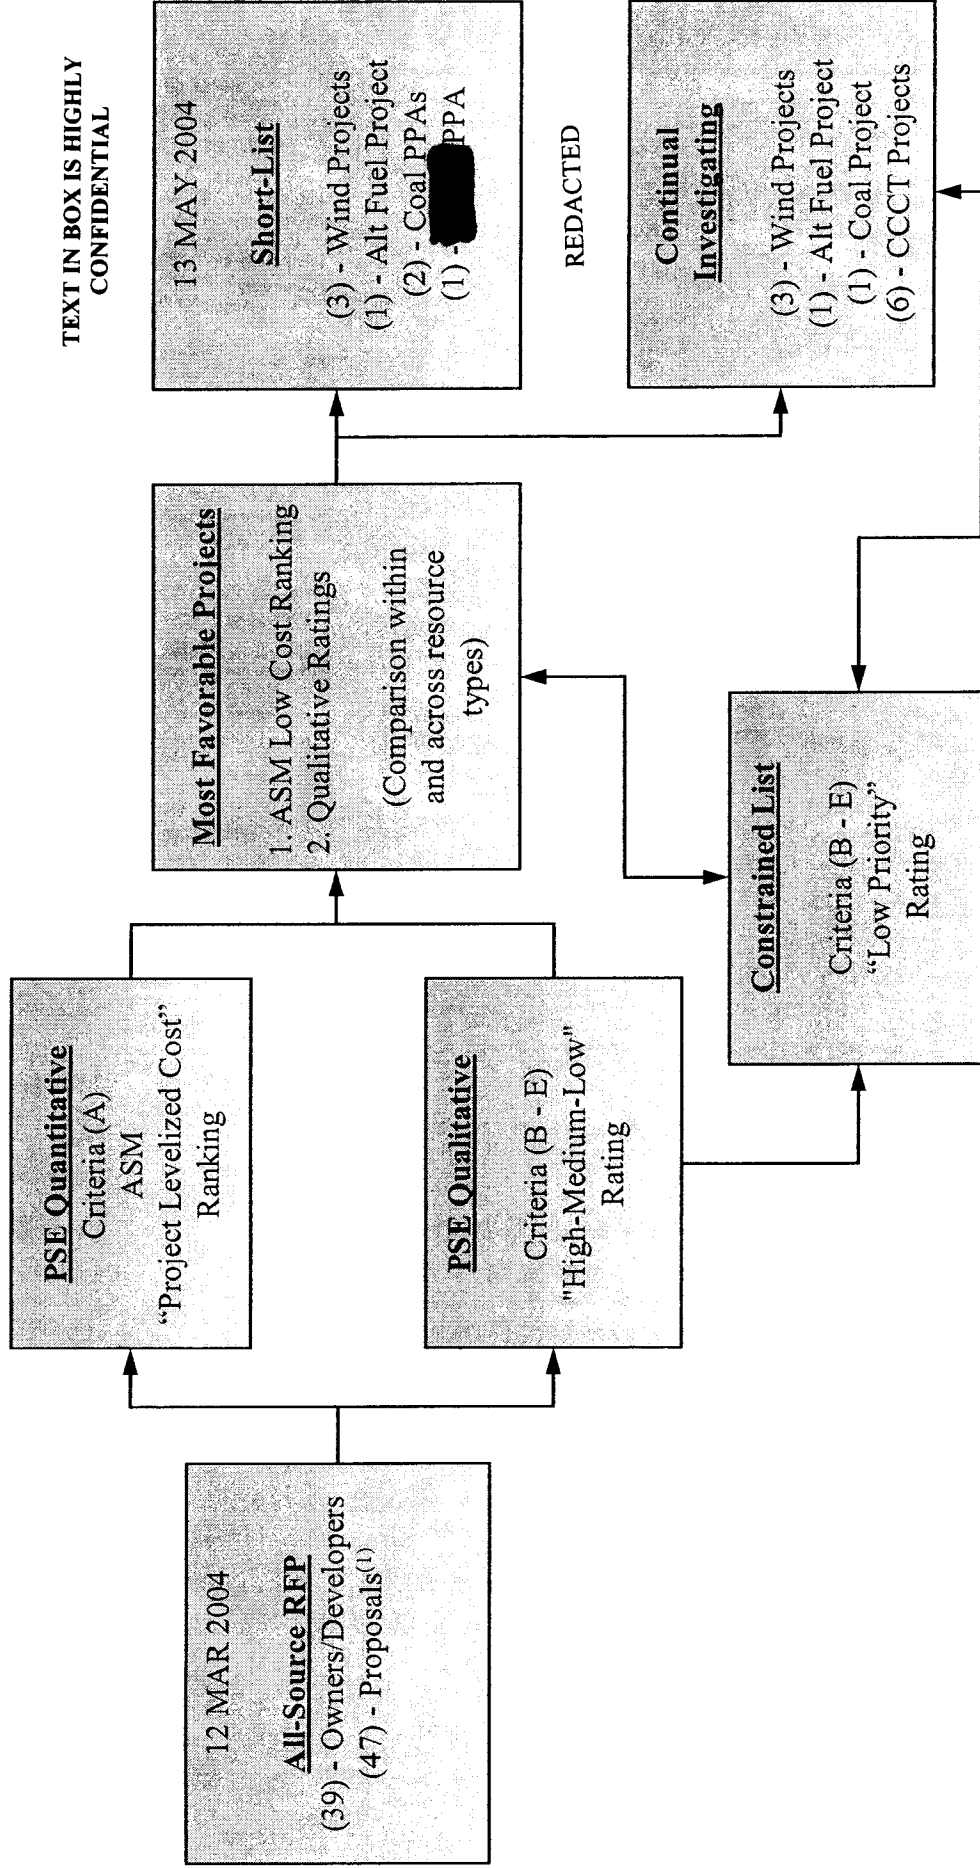 12 MAR 2004
All-Source RFP
(39) - Owners/Developers
(47) - Proposals(1)
PSE Quantitative
Criteria (A)
ASM
“Project Levelized Cost”
Ranking
PSE Qualitative
Criteria (B - E)
"High-Medium-Low"
Rating
Most Favorable Projects
1. ASM Low Cost Ranking
2. Qualitative Ratings
(Comparison within
and across resource
types)
Constrained List
Criteria (B - E)
“Low Priority”
Rating
TEXT IN BOX IS HIGHLY
CONFIDENTIAL
13 MAY 2004
Short-List
(3) - Wind Projects
(1) - Alt Fuel Project
(2) - Coal PPAs
(1) - PPA
REDACTED
Continual
Investigating
(3) - Wind Projects
(1) - Alt Fuel Project
(1) - Coal Project
(6) - CCCT Projects